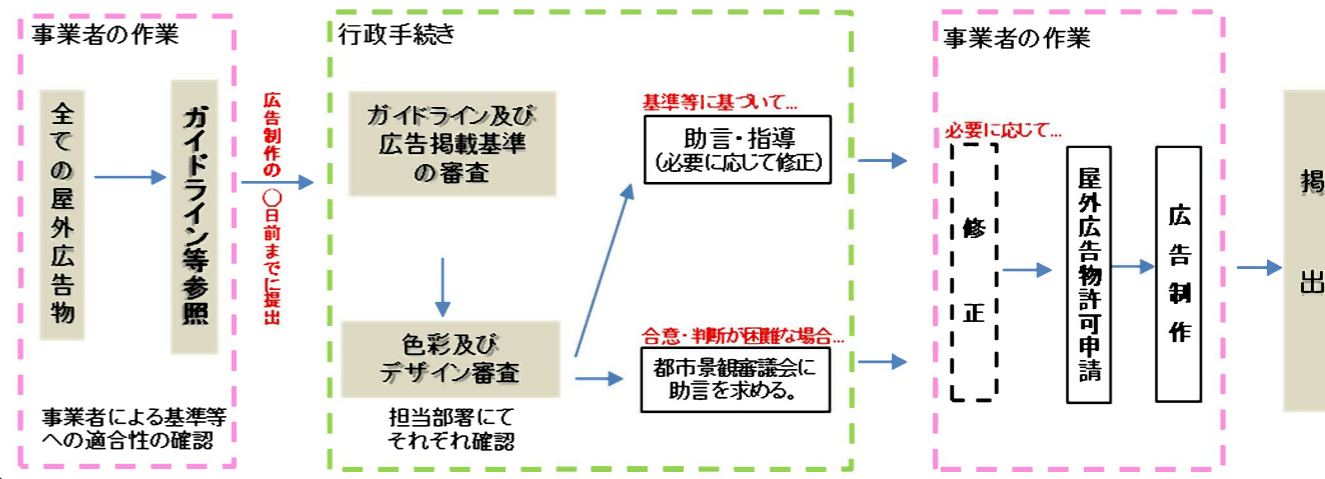 事業者の作業
全ての屋外広告物
ガイドライン等参照
事業者による基準等
への適合性の確認
広告制作の〇日前までに提出
行政手続き
ガイドライン及び
広告掲載基準
の審査
色彩及び
デザイン審査
担当部署にて
それぞれ確認
基準等に基づいて…
助言・指導
(必要に応じて修正)
合意・判断が困難な場合…
都市景観審議会に
助言を求める。
事業者の作業
必要に応じて…
修正
屋外広告物許可申請
広告制作
掲出